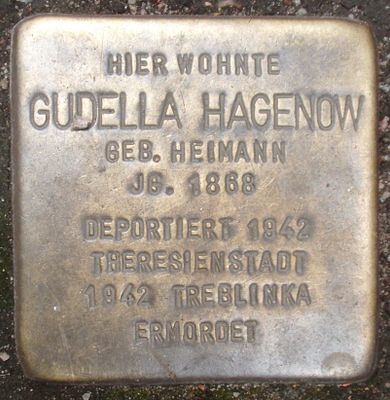 HIER WOHNTE
GUDELLA HAGENOW
GEB. HEIMANN
JG. 1868
DEPORTIERT 1942
THERESIENSTADT
1942 TREBLINKA
ERMORDET